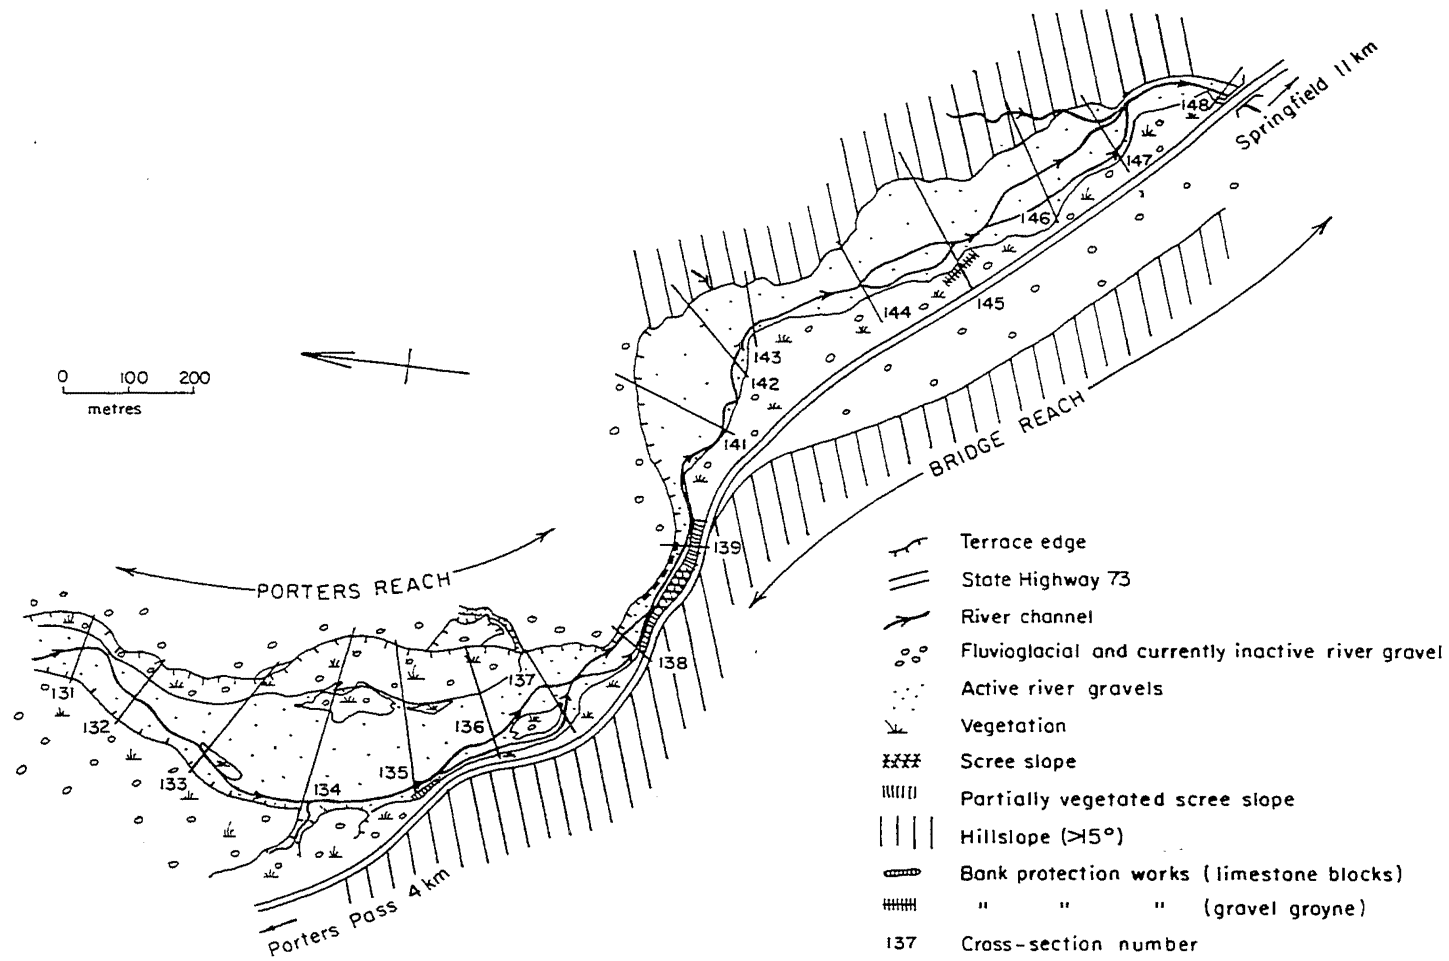 Springfield 11 km
148
147
146
145
144
143
142
141
139
138
137
136
135
134
133
132
131
0 100 200
metres
BRIDGE REACH
PORTERS REACH
Porters Pass 4 km
Terrace edge
State Highway 73
River channel
Fluvioglacial and currently inactive river gravel
Active river gravels
Vegetation
Scree slope
Partially vegetated scree slope
Hillslope (>15°)
Bank protection works (limestone blocks)
" " " (gravel groyne)
137 Cross-section number